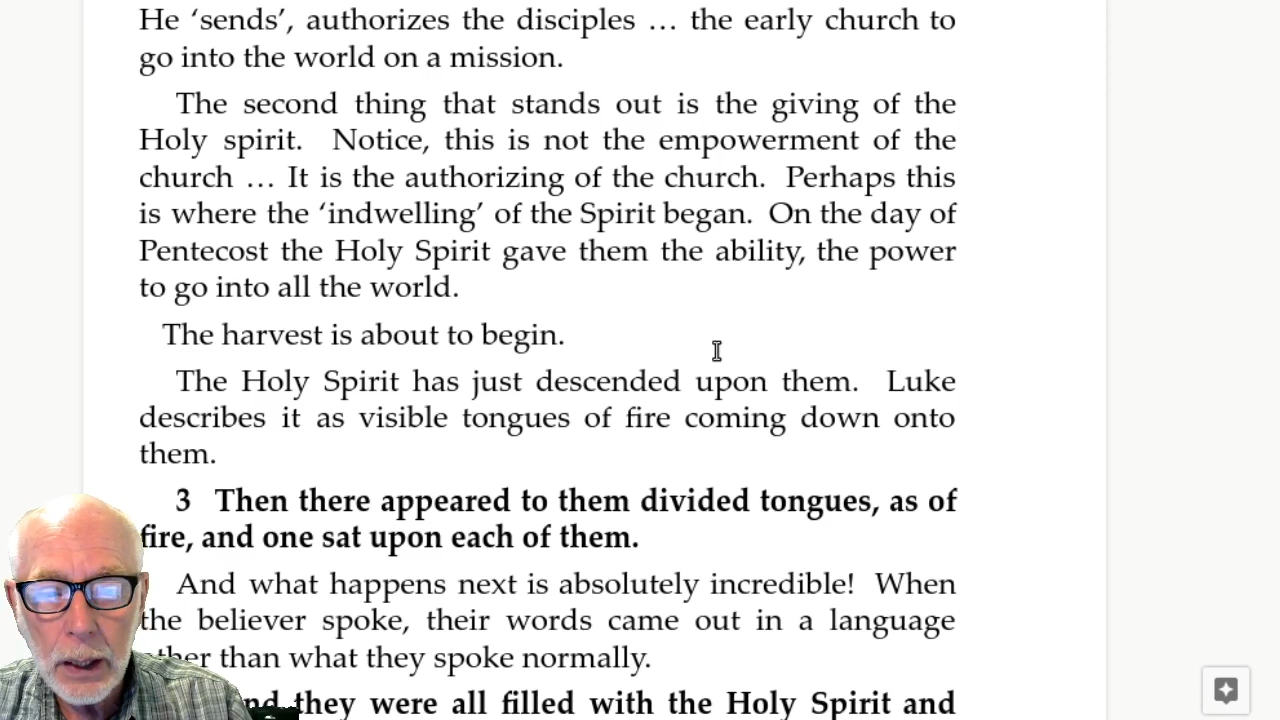 He ‘sends’, authorizes the disciples … the early church to
go into the world on a mission.
The second thing that stands out is the giving of the
Holy spirit. Notice, this is not the empowerment of the
church … It is the authorizing of the church. Perhaps this
is where the ‘indwelling’ of the Spirit began. On the day of
Pentecost the Holy Spirit gave them the ability, the power
to go into all the world.
The harvest is about to begin.
The Holy Spirit has just descended upon them. Luke
describes it as visible tongues of fire coming down onto
them.
3 Then there appeared to them divided tongues, as of
fire, and one sat upon each of them.
And what happens next is absolutely incredible! When
the believer spoke, their words came out in a language
than what they spoke normally.
they were all filled with the Holy Spirit and